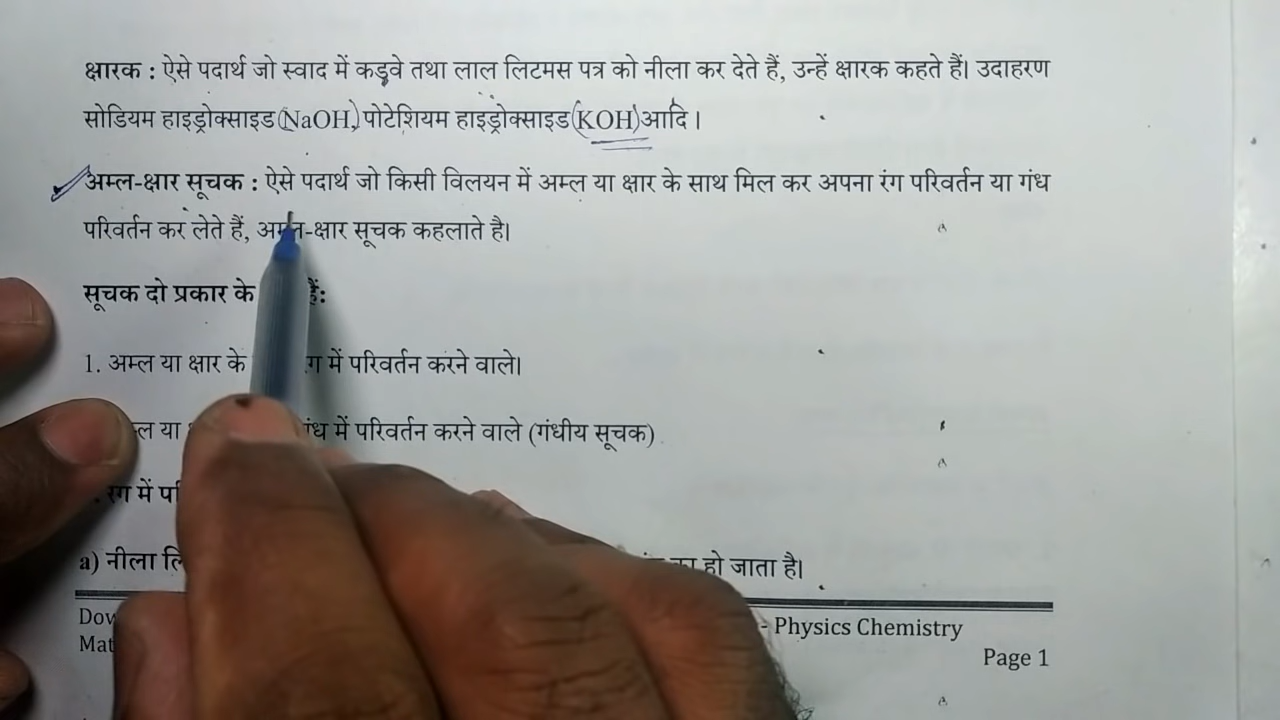 क्षारक : ऐसे पदार्थ जो स्वाद में कड़वे तथा लाल लिटमस पत्र को नीला कर देते हैं, उन्हें क्षारक कहते हैं। उदाहरण
सोडियम हाइड्रोक्साइड (NaOH), पोटेशियम हाइड्रोक्साइड (KOH) आदि ।
अम्ल-क्षार सूचक : ऐसे पदार्थ जो किसी विलयन में अम्ल या क्षार के साथ मिल कर अपना रंग परिवर्तन या गंध
परिवर्तन कर लेते हैं, अम्ल-क्षार सूचक कहलाते है।
सूचक दो प्रकार के हैं:
1. अम्ल या क्षार के में परिवर्तन करने वाले।
या में परिवर्तन करने वाले (गंधीय सूचक)
रंग में
a) नीला का हो जाता है।
- Physics Chemistry
Page 1